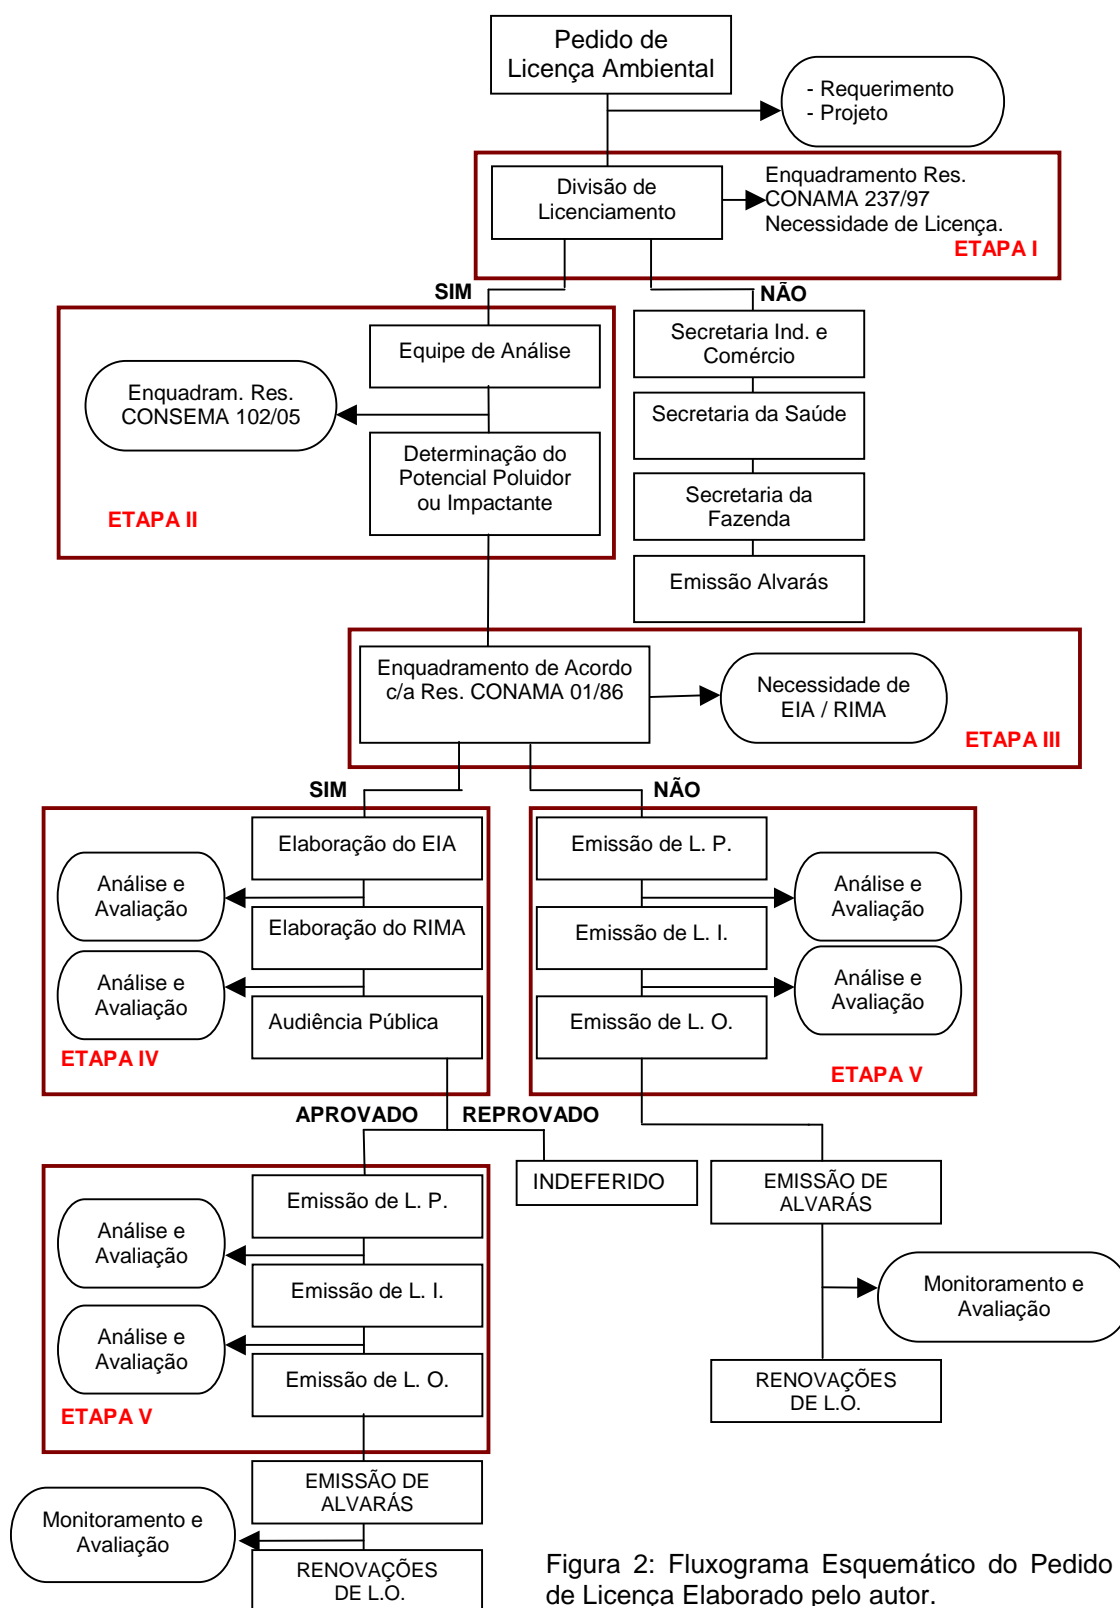 Pedido de
Licença Ambiental
- Requerimento
- Projeto
Divisão de
Licenciamento
Enquadramento Res.
CONAMA 237/97
Necessidade de Licença.
ETAPA I
SIM
NÃO
Equipe de Análise
Enquadram. Res.
CONSEMA 102/05
Determinação do
Potencial Poluidor
ou Impactante
ETAPA II
Secretaria Ind. e
Comércio
Secretaria da Saúde
Secretaria da
Fazenda
Emissão Alvarás
Enquadramento de Acordo
c/a Res. CONAMA 01/86
Necessidade de
EIA / RIMA
ETAPA III
SIM
NÃO
Elaboração do EIA
Análise e
Avaliação
Elaboração do RIMA
Análise e
Avaliação
Audiência Pública
ETAPA IV
Emissão de L. P.
Análise e
Avaliação
Emissão de L. I.
Análise e
Avaliação
Emissão de L. O.
ETAPA V
APROVADO
REPROVADO
INDEFERIDO
EMISSÃO DE
ALVARÁS
Monitoramento e
Avaliação
RENOVAÇÕES
DE L.O.
Emissão de L. P.
Análise e
Avaliação
Emissão de L. I.
Análise e
Avaliação
Emissão de L. O.
ETAPA V
EMISSÃO DE
ALVARÁS
Monitoramento e
Avaliação
RENOVAÇÕES
DE L.O.
Figura 2: Fluxograma Esquemático do Pedido
de Licença Elaborado pelo autor.